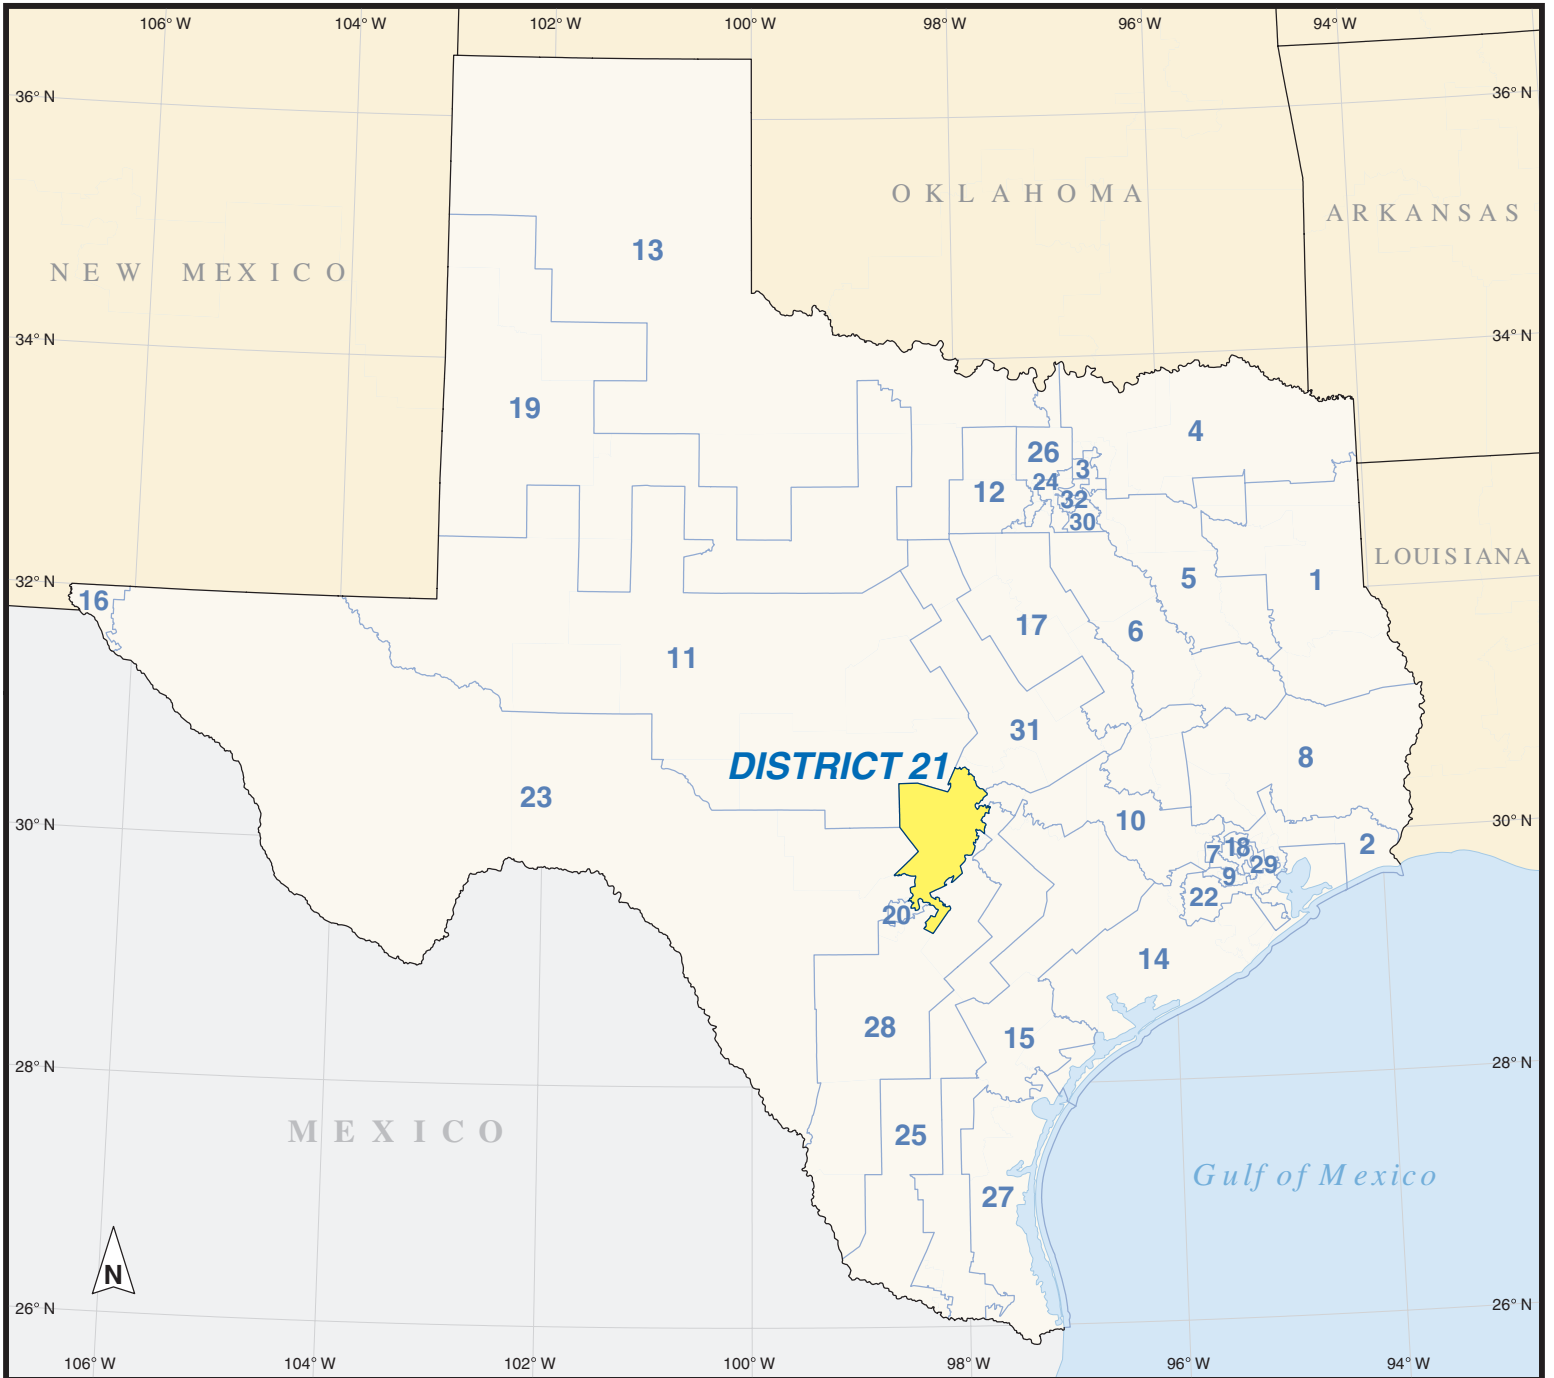 106° W 104° W 102° W 100° W 98° W 96° W 94° W
36° N 36° N
OKLAHOMA
ARKANSAS
13
NEW MEXICO
34° N 34° N
19
4
26
3
24
12
32
30
LOUISIANA
32° N
5
1
16
17
6
11
31
8
DISTRICT 21
23
10
30° N 30° N
2
18
7
29
9
22
20
14
28
15
28° N 28° N
MEXICO
25
Gulf of Mexico
27
N
26° N 26° N
106° W 104° W 102° W 100° W 98° W 96° W 94° W